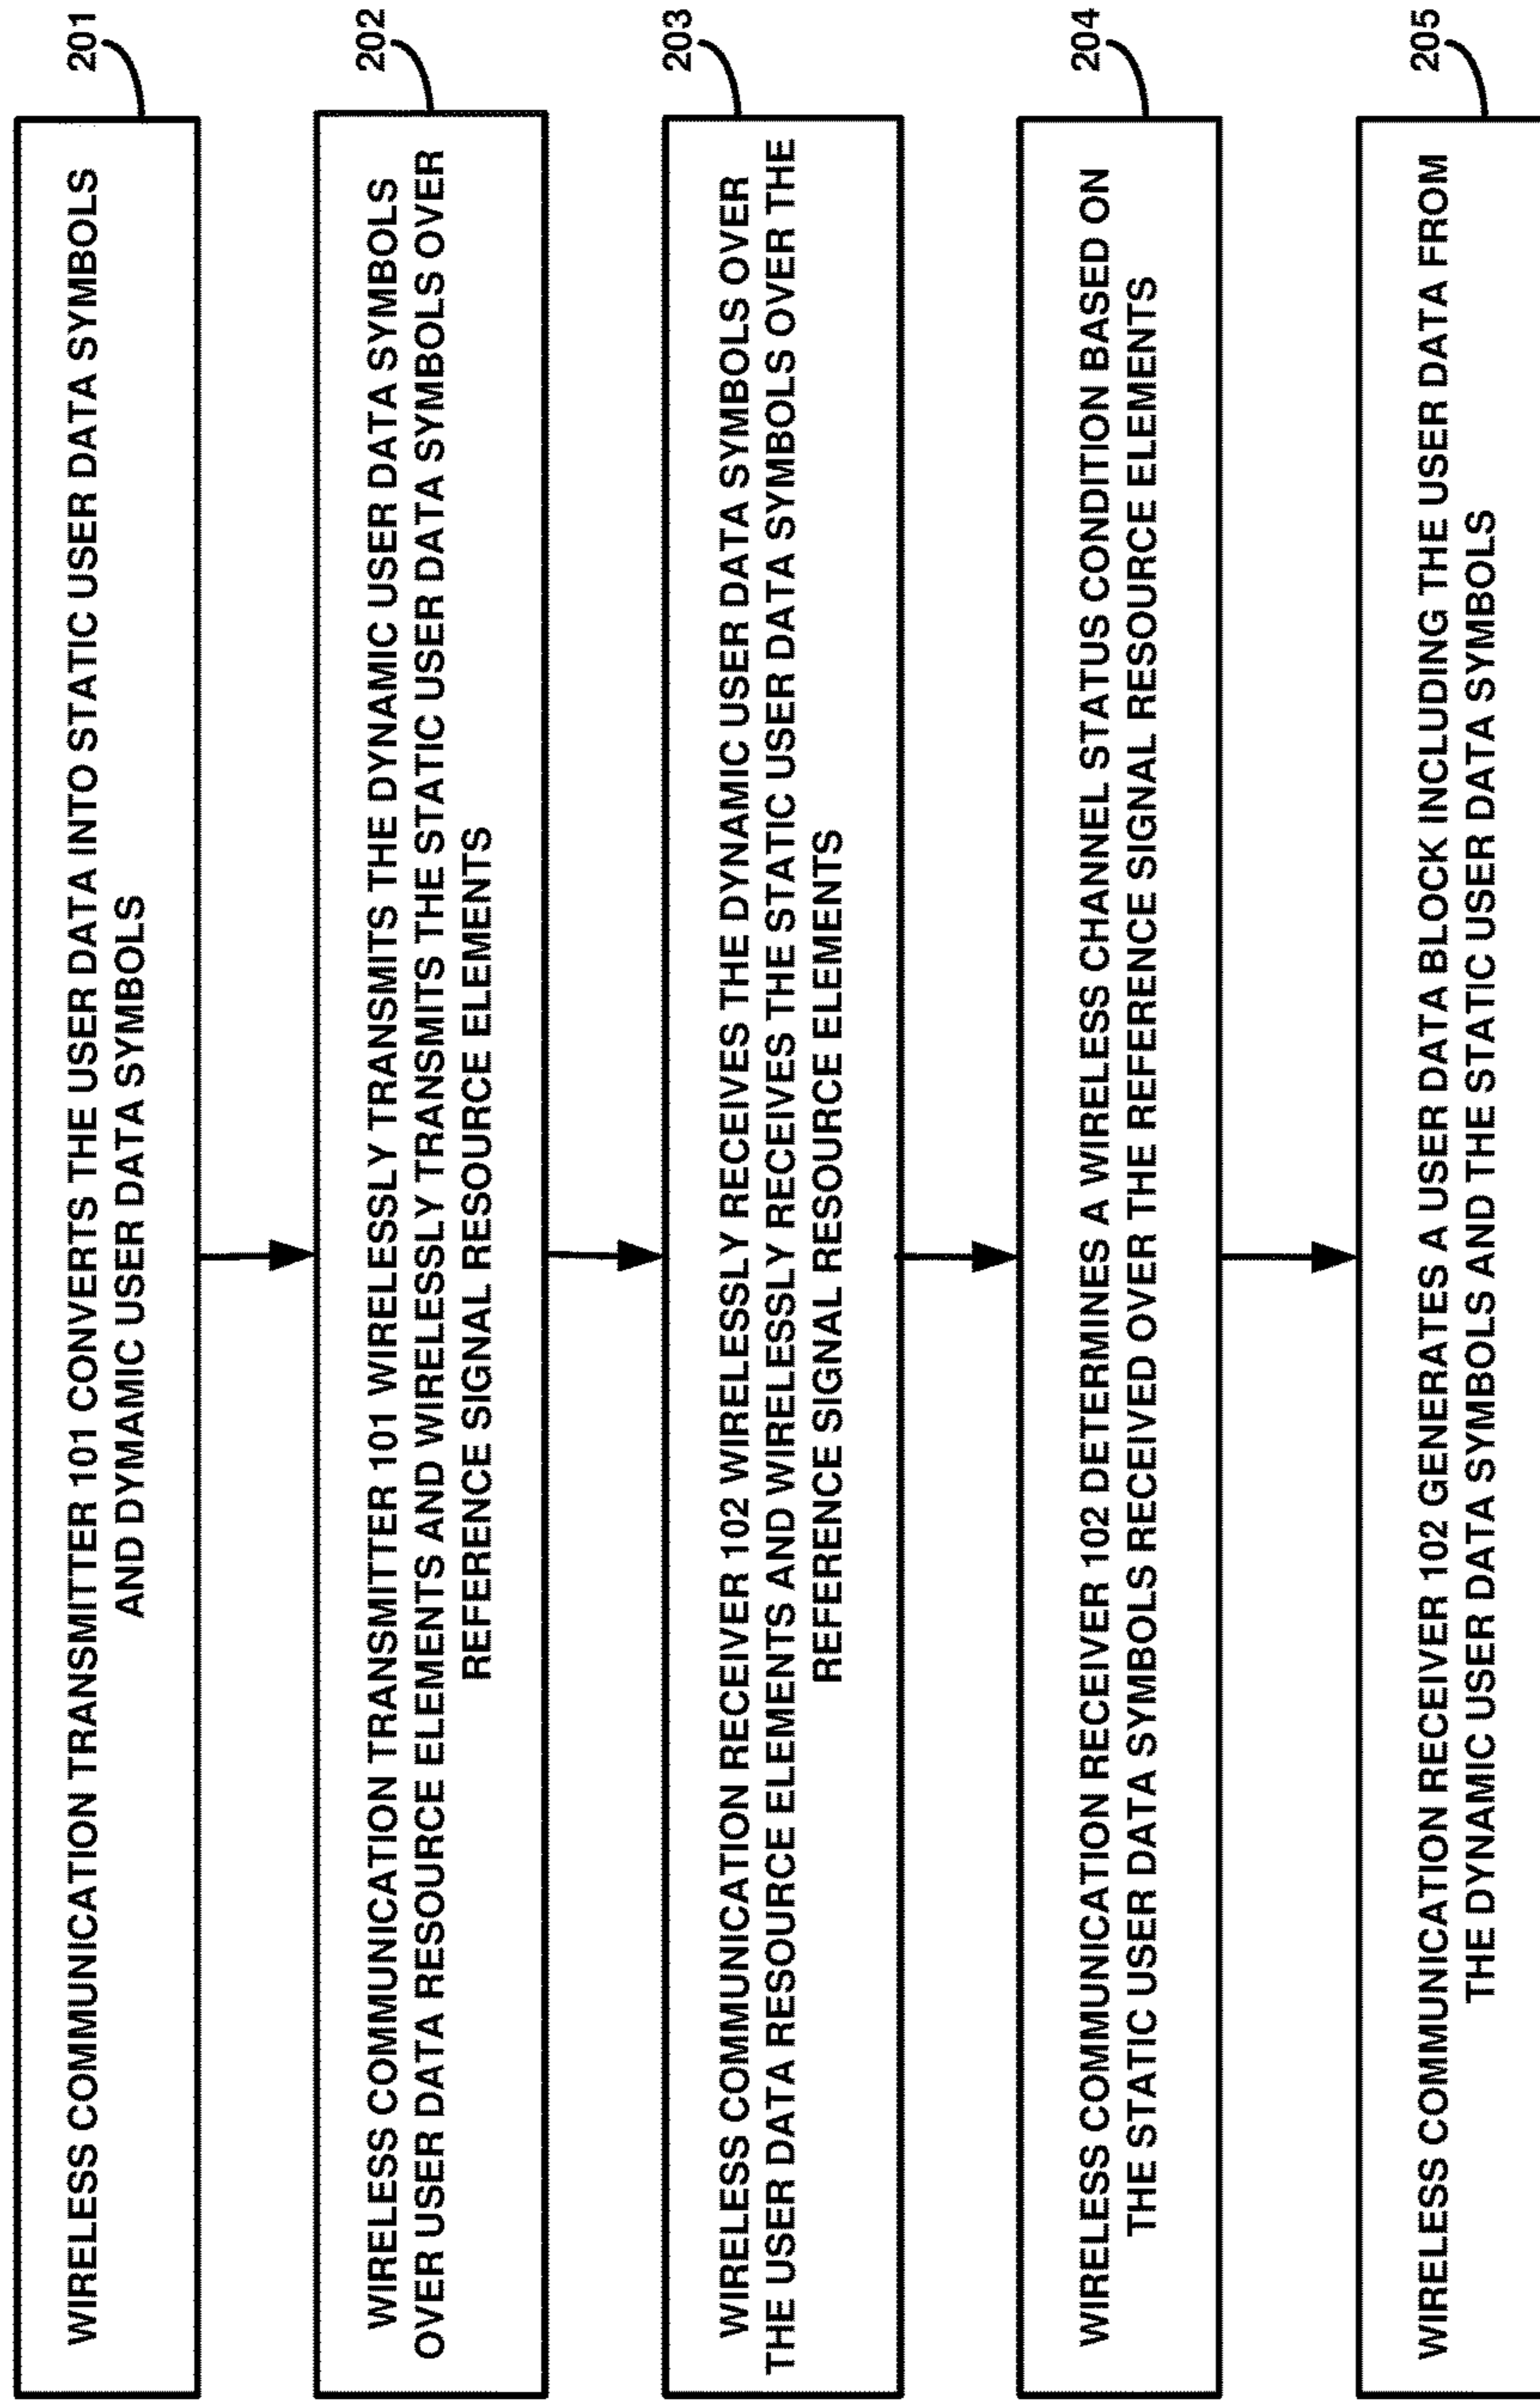 201
WIRELESS COMMUNICATION TRANSMITTER 101 CONVERTS THE USER DATA INTO STATIC USER DATA SYMBOLS
AND DYMAMIC USER DATA SYMBOLS
202
WIRELESS COMMUNICATION TRANSMITTER 101 WIRELESSLY TRANSMITS THE DYNAMIC USER DATA SYMBOLS
OVER USER DATA RESOURCE ELEMENTS AND WIRELESSLY TRANSMITS THE STATIC USER DATA SYMBOLS OVER
REFERENCE SIGNAL RESOURCE ELEMENTS
203
WIRELESS COMMUNICATION RECEIVER 102 WIRELESSLY RECEIVES THE DYNAMIC USER DATA SYMBOLS OVER
THE USER DATA RESOURCE ELEMENTS AND WIRELESSLY RECEIVES THE STATIC USER DATA SYMBOLS OVER THE
REFERENCE SIGNAL RESOURCE ELEMENTS
204
WIRELESS COMMUNICATION RECEIVER 102 DETERMINES A WIRELESS CHANNEL STATUS CONDITION BASED ON
THE STATIC USER DATA SYMBOLS RECEIVED OVER THE REFERENCE SIGNAL RESOURCE ELEMENTS
205
WIRELESS COMMUNICATION RECEIVER 102 GENERATES A USER DATA BLOCK INCLUDING THE USER DATA FROM
THE DYNAMIC USER DATA SYMBOLS AND THE STATIC USER DATA SYMBOLS